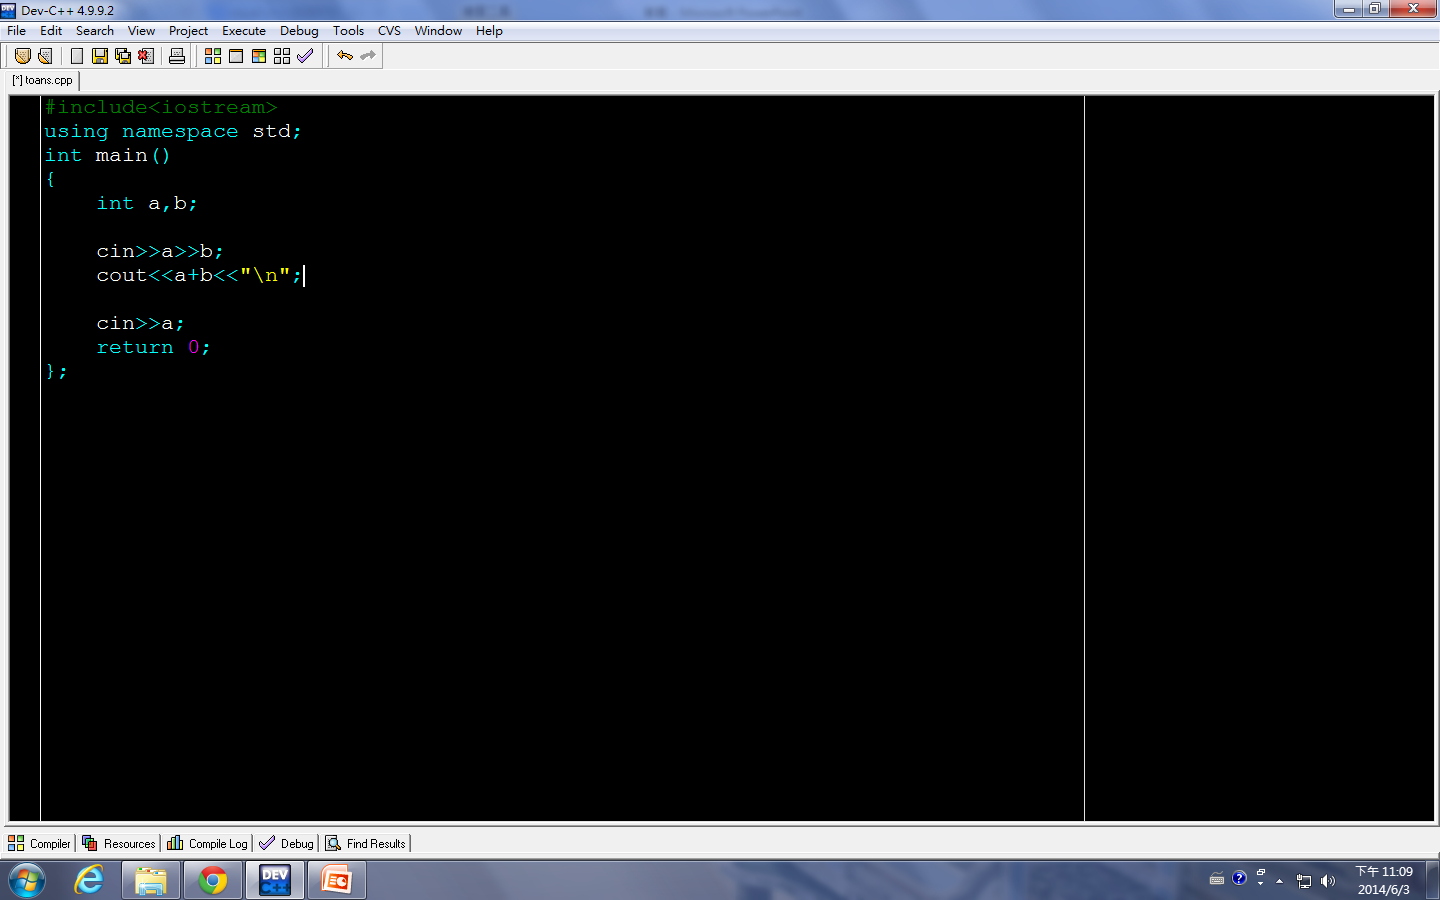 Dev-C++ 4.9.9.2
File Edit Search View Project Execute Debug Tools CVS Window Help
[*] toans.cpp
#include<iostream>
using namespace std;
int main()
{
    int a,b;
    cin>>a>>b;
    cout<<a+b<<"\n";
    cin>>a;
    return 0;
};
Compiler Resources Compile Log Debug Find Results
DEV C++
下午 11:09
2014/6/3